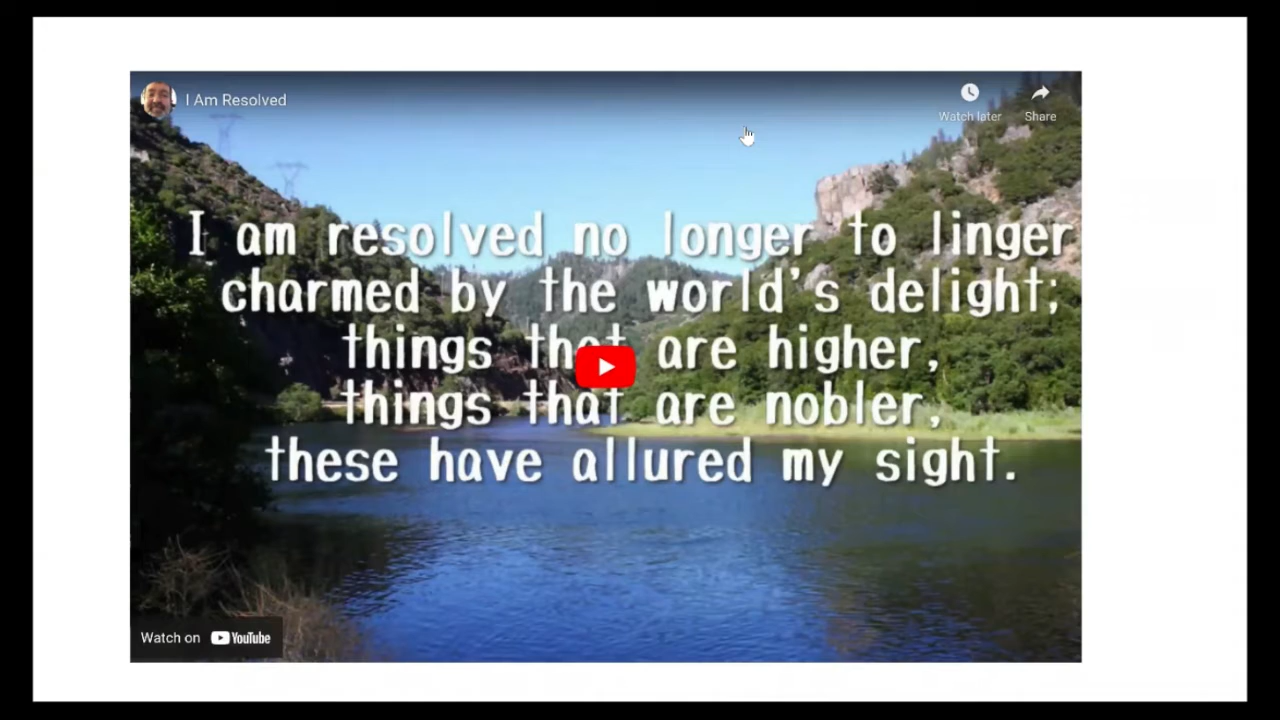 I Am Resolved
Watch later
Share
I am resolved no longer to linger
charmed by the world's delight;
things that are higher,
things that are nobler,
these have allured my sight.
Watch on YouTube